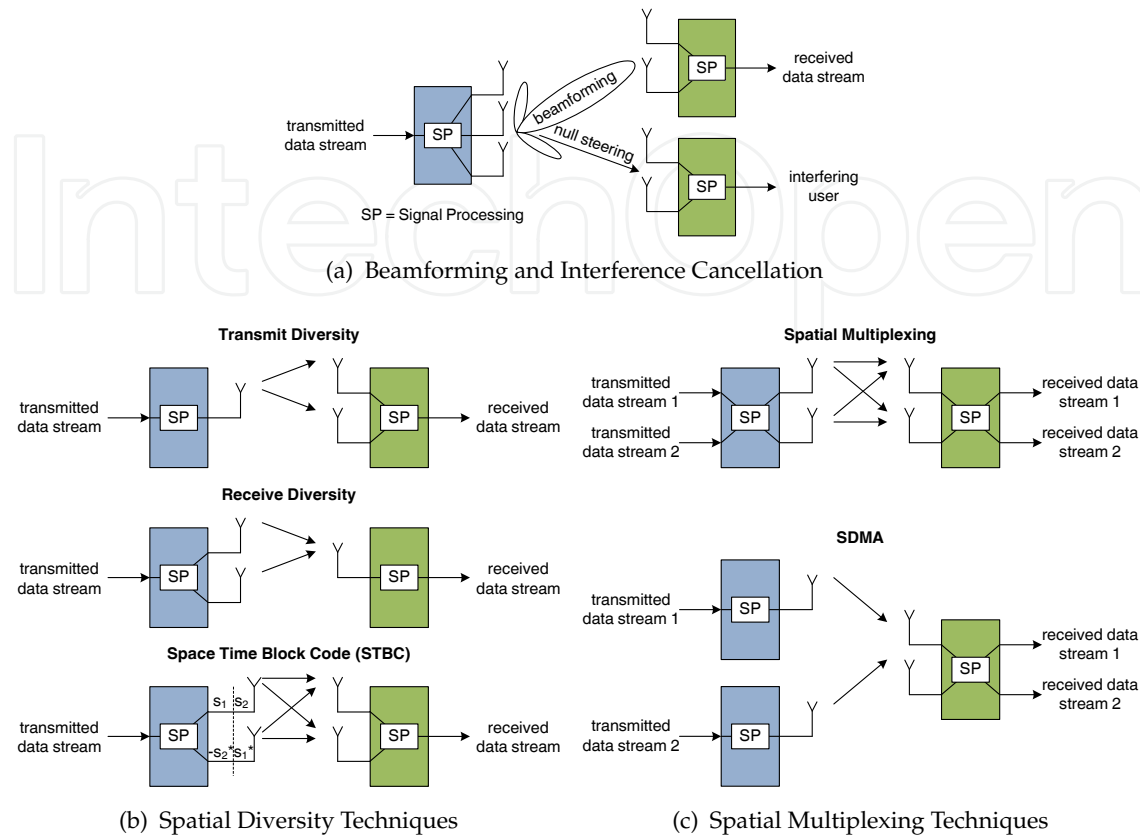 IntechOpen
SP
received
data stream
beamforming
transmitted
data stream
SP
null steering
SP
interfering
user
SP = Signal Processing
(a) Beamforming and Interference Cancellation
Transmit Diversity
transmitted
data stream
SP
SP
received
data stream
Receive Diversity
transmitted
data stream
SP
SP
received
data stream
Space Time Block Code (STBC)
transmitted
data stream
SP
s1 s2
-s2* s1*
SP
received
data stream
(b) Spatial Diversity Techniques
Spatial Multiplexing
transmitted
data stream 1
transmitted
data stream 2
SP
SP
received data
stream 1
received data
stream 2
SDMA
transmitted
data stream 1
SP
transmitted
data stream 2
SP
SP
received data
stream 1
received data
stream 2
(c) Spatial Multiplexing Techniques